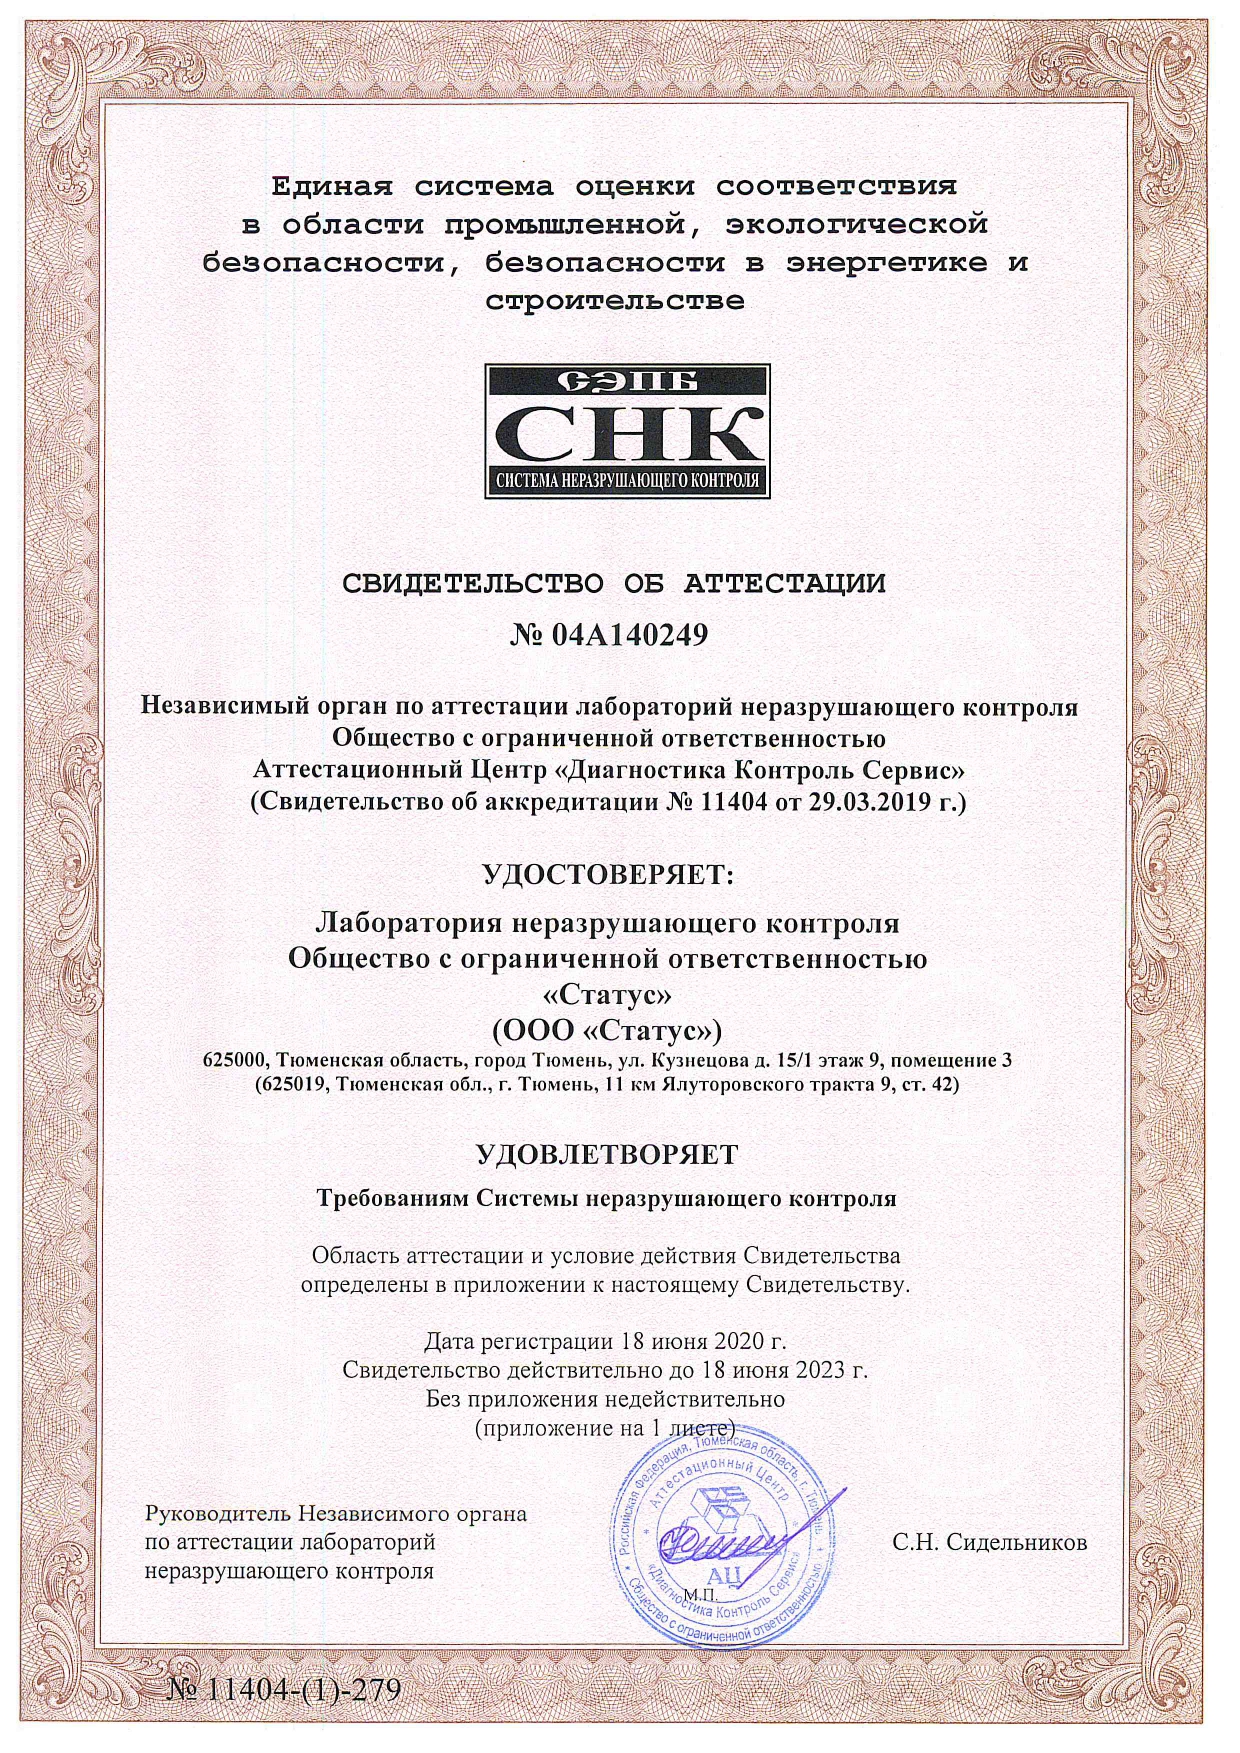 Единая система оценки соответствия
в области промышленной, экологической
безопасности, безопасности в энергетике и
строительстве
СЭПБ
СНК
СИСТЕМА НЕРАЗРУШАЮЩЕГО КОНТРОЛЯ
СВИДЕТЕЛЬСТВО ОБ АТТЕСТАЦИИ
№ 04А140249
Независимый орган по аттестации лабораторий неразрушающего контроля
Общество с ограниченной ответственностью
Аттестационный Центр «Диагностика Контроль Сервис»
(Свидетельство об аккредитации № 11404 от 29.03.2019 г.)
УДОСТОВЕРЯЕТ:
Лаборатория неразрушающего контроля
Общество с ограниченной ответственностью
«Статус»
(ООО «Статус»)
625000, Тюменская область, город Тюмень, ул. Кузнецова д. 15/1 этаж 9, помещение 3
(625019, Тюменская обл., г. Тюмень, 11 км Ялуторовского тракта 9, ст. 42)
УДОВЛЕТВОРЯЕТ
Требованиям Системы неразрушающего контроля
Область аттестации и условие действия Свидетельства
определены в приложении к настоящему Свидетельству.
Дата регистрации 18 июня 2020 г.
Свидетельство действительно до 18 июня 2023 г.
Без приложения недействительно
(приложение на 1 листе)
Руководитель Независимого органа
по аттестации лабораторий
неразрушающего контроля
Российская Федерация, Тюменская область, г. Тюмень
Общество с ограниченной ответственностью
Аттестационный Центр
«Диагностика Контроль Сервис»
АЦ
М.П.
С.Н. Сидельников
№ 11404-(1)-279